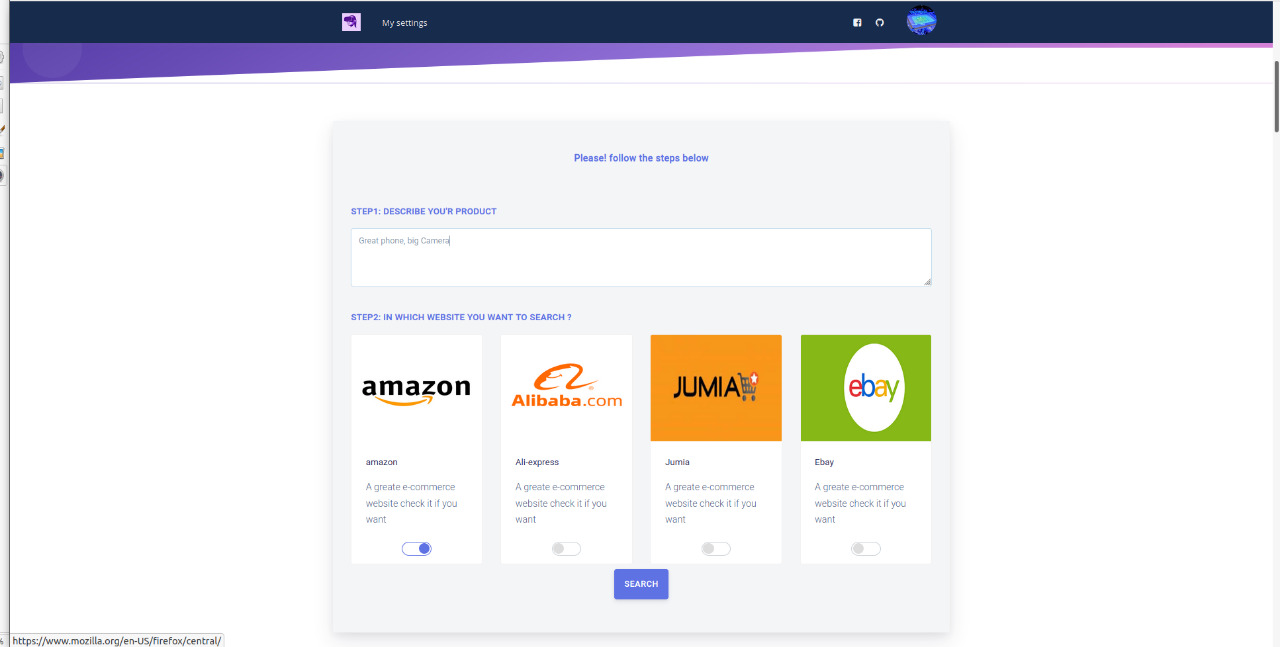 My settings
Please! follow the steps below
STEP1: DESCRIBE YOU'R PRODUCT
Great phone, big Camera
STEP2: IN WHICH WEBSITE YOU WANT TO SEARCH ?
amazon
Alibaba.com
JUMIA
ebay
amazon
A greate e-commerce
website check it if you
want
Ali-express
A greate e-commerce
website check it if you
want
Jumia
A greate e-commerce
website check it if you
want
Ebay
A greate e-commerce
website check it if you
want
SEARCH
https://www.mozilla.org/en-US/firefox/central/